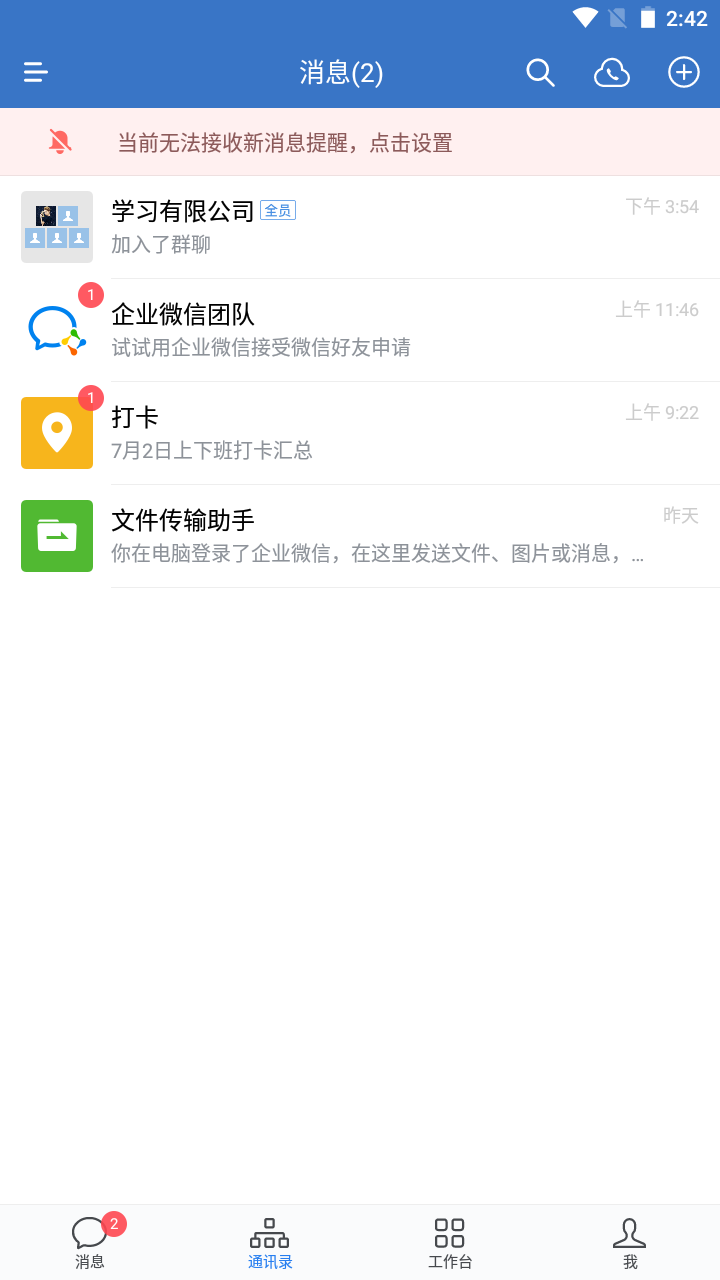 2:42
消息(2)
当前无法接收新消息提醒，点击设置
学习有限公司 全员 下午 3:54
加入了群聊
1
企业微信团队 上午 11:46
试试用企业微信接受微信好友申请
1
打卡 上午 9:22
7月2日上下班打卡汇总
文件传输助手 昨天
你在电脑登录了企业微信，在这里发送文件、图片或消息，...
2
消息 通讯录 工作台 我